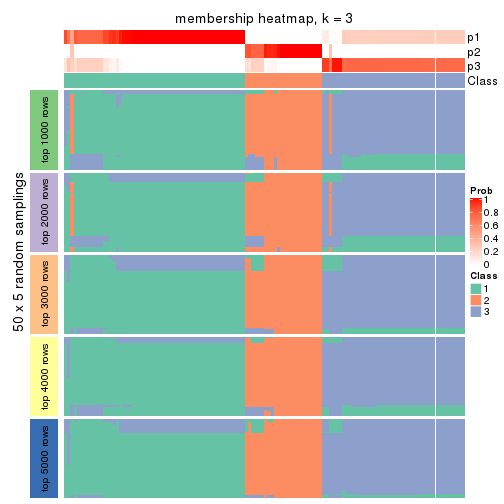 membership heatmap, k = 3
p1
p2
p3
Class
50 x 5 random samplings
top 1000 rows
top 2000 rows
top 3000 rows
top 4000 rows
top 5000 rows
Prob
1
0.8
0.6
0.4
0.2
0
Class
1
2
3